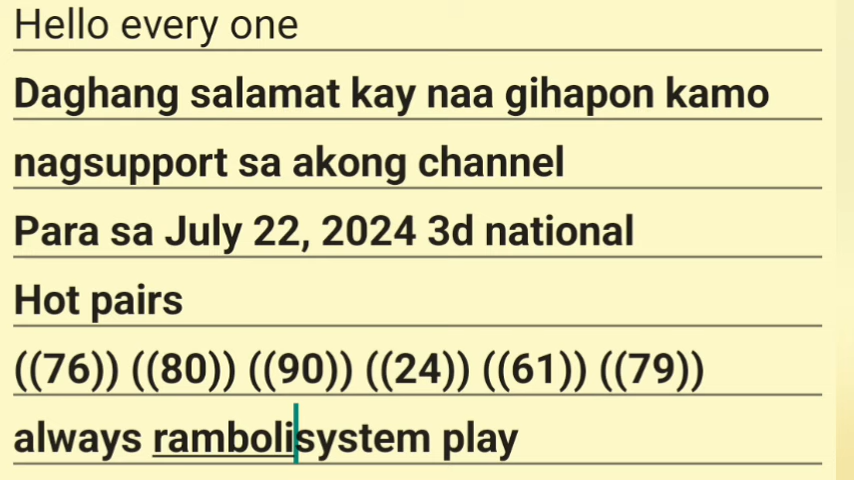 Hello every one
Daghang salamat kay naa gihapon kamo
nagsupport sa akong channel
Para sa July 22, 2024 3d national
Hot pairs
((76)) ((80)) ((90)) ((24)) ((61)) ((79))
always rambolisystem play